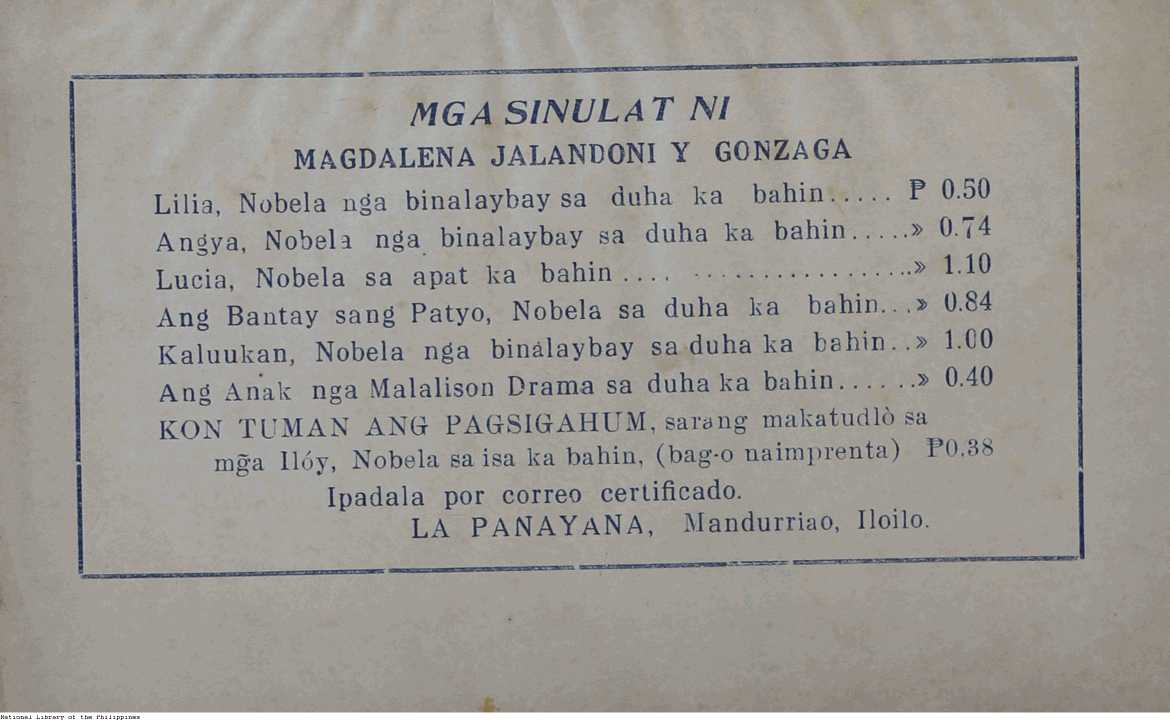 MGA SINULAT NI
MAGDALENA JALANDONI Y GONZAGA
Lilia, Nobela nga binalaybay sa duha ka bahin..... ₱ 0.50
Angya, Nobela nga binalaybay sa duha ka bahin.....» 0.74
Lucia, Nobela sa apat ka bahin .... ..................» 1.10
Ang Bantay sang Patyo, Nobela sa duha ka bahin...» 0.84
Kaluukan, Nobela nga binálaybay sa duha ka bahin..» 1.00
Ang Anak nga Malalison Drama sa duha ka bahin......» 0.40
KON TUMAN ANG PAGSIGAHUM, sarang makatudlò sa
mg̃a Ilóy, Nobela sa isa ka bahin, (bag-o naimprenta) ₱0.38
Ipadala por correo certificado.
LA PANAYANA, Mandurriao, Iloilo.
National Library of the Philippines